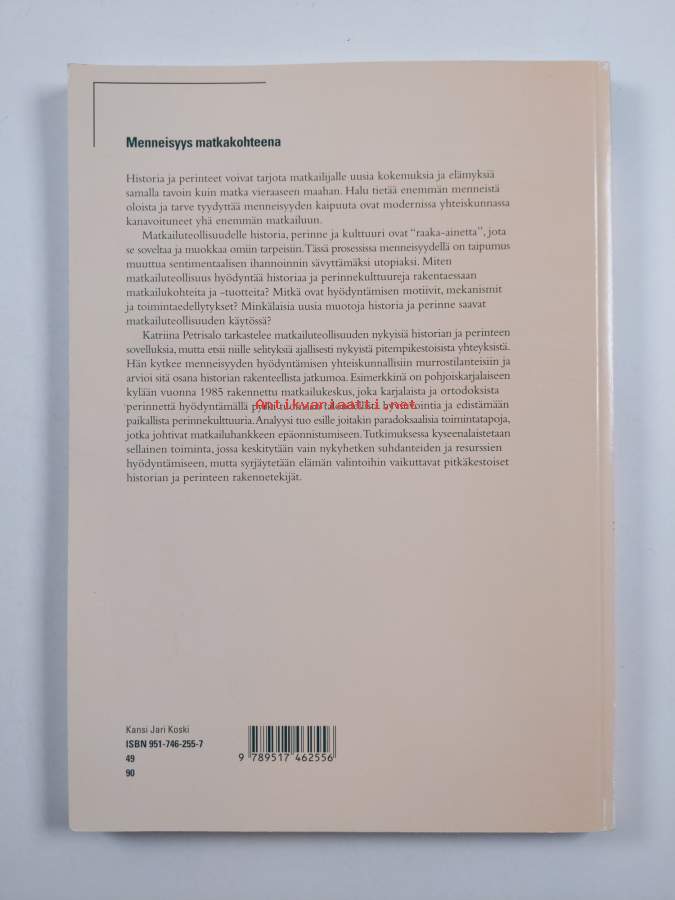 Menneisyys matkakohteena
Historia ja perinteet voivat tarjota matkailijalle uusia kokemuksia ja elämyksiä
samalla tavoin kuin matka vieraaseen maahan. Halu tietää enemmän menneistä
oloista ja tarve tyydyttää menneisyyden kaipuuta ovat modernissa yhteiskunnassa
kanavoituneet yhä enemmän matkailuun.
Matkailuteollisuudelle historia, perinne ja kulttuuri ovat "raaka-ainetta", jota
se soveltaa ja muokkaa omiin tarpeisiin. Tässä prosessissa menneisyydellä on taipumus
muuttua sentimentaalisen ihannoinnin sävyttämäksi utopiaksi. Miten
matkailuteollisuus hyödyntää historiaa ja perinnekulttuureja rakentaessaan
matkailukohteita ja -tuotteita? Mitkä ovat hyödyntämisen motiivit, mekanismit
ja toimintaedellytykset? Minkälaisia uusia muotoja historia ja perinne saavat
matkailuteollisuuden käytössä?
Katriina Petrisalo tarkastelee matkailuteollisuuden nykyisiä historian ja perinteen
sovelluksia, mutta etsii niille selityksiä ajallisesti nykyistä pitempikestoisista yhteyksistä.
Hän kytkee menneisyyden hyödyntämisen yhteiskunnallisiin murrostilanteisiin ja
arvioi sitä osana historian rakenteellista jatkumoa. Esimerkkinä on pohjoiskarjalaiseen
kylään vuonna 1985 rakennettu matkailukeskus, joka karjalaista ja ortodoksista
perinnettä hyödyntämällä hyvinvointia ja edistämään
Antikvariaatti.net
paikallista perinnekulttuuria. Analyysi tuo esille joitakin paradoksaalisia toimintatapoja,
jotka johtivat matkailuhankkeen epäonnistumiseen. Tutkimuksessa kyseenalaistetaan
sellainen toiminta, jossa keskitytään vain nykyhetken suhdanteiden ja resurssien
hyödyntämiseen, mutta syrjäytetään elämän valintoihin vaikuttavat pitkäkestoiset
historian ja perinteen rakennetekijät.
Kansi Jari Koski
ISBN 951-746-255-7
49
90
9 789517 462556